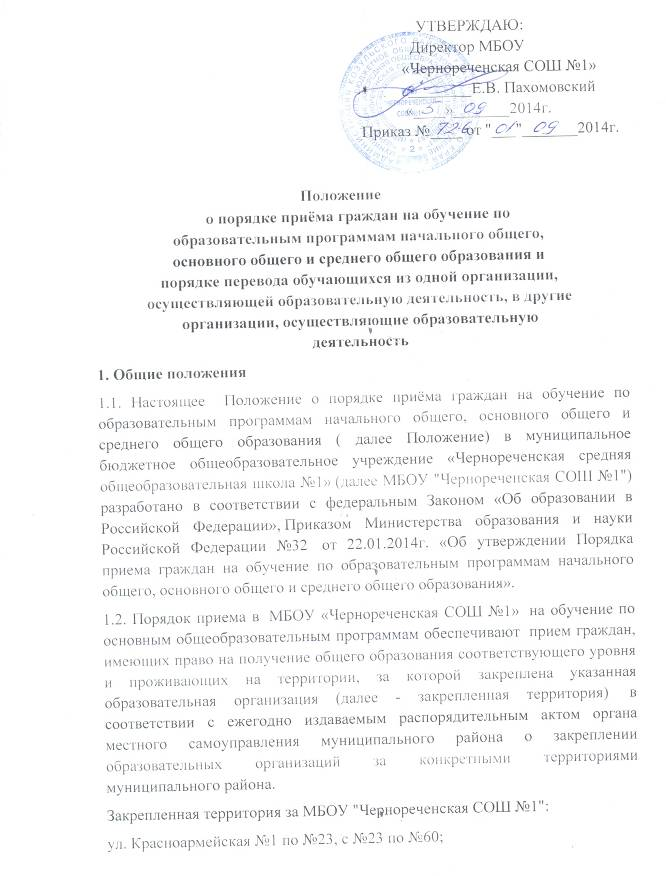 УТВЕРЖДАЮ:
Директор МБОУ
«Чернореченская СОШ №1»
Е.В. Пахомовский
« » 09 2014г.
Приказ № 726 от "01" 09 2014г.
Положение
о порядке приёма граждан на обучение по
образовательным программам начального общего,
основного общего и среднего общего образования и
порядке перевода обучающихся из одной организации,
осуществляющей образовательную деятельность, в другие
организации, осуществляющие образовательную
деятельность
1. Общие положения
1.1. Настоящее Положение о порядке приёма граждан на обучение по
образовательным программам начального общего, основного общего и
среднего общего образования ( далее Положение) в муниципальное
бюджетное общеобразовательное учреждение «Чернореченская средняя
общеобразовательная школа №1» (далее МБОУ "Чернореченская СОШ №1")
разработано в соответствии с федеральным Законом «Об образовании в
Российской Федерации», Приказом Министерства образования и науки
Российской Федерации №32 от 22.01.2014г. «Об утверждении Порядка
приема граждан на обучение по образовательным программам начального
общего, основного общего и среднего общего образования».
1.2. Порядок приема в МБОУ «Чернореченская СОШ №1» на обучение по
основным общеобразовательным программам обеспечивают прием граждан,
имеющих право на получение общего образования соответствующего уровня
и проживающих на территории, за которой закреплена указанная
образовательная организация (далее - закрепленная территория) в
соответствии с ежегодно издаваемым распорядительным актом органа
местного самоуправления муниципального района о закреплении
образовательных организаций за конкретными территориями
муниципального района.
Закрепленная территория за МБОУ "Чернореченская СОШ №1":
ул. Красноармейская №1 по №23, с №23 по №60;